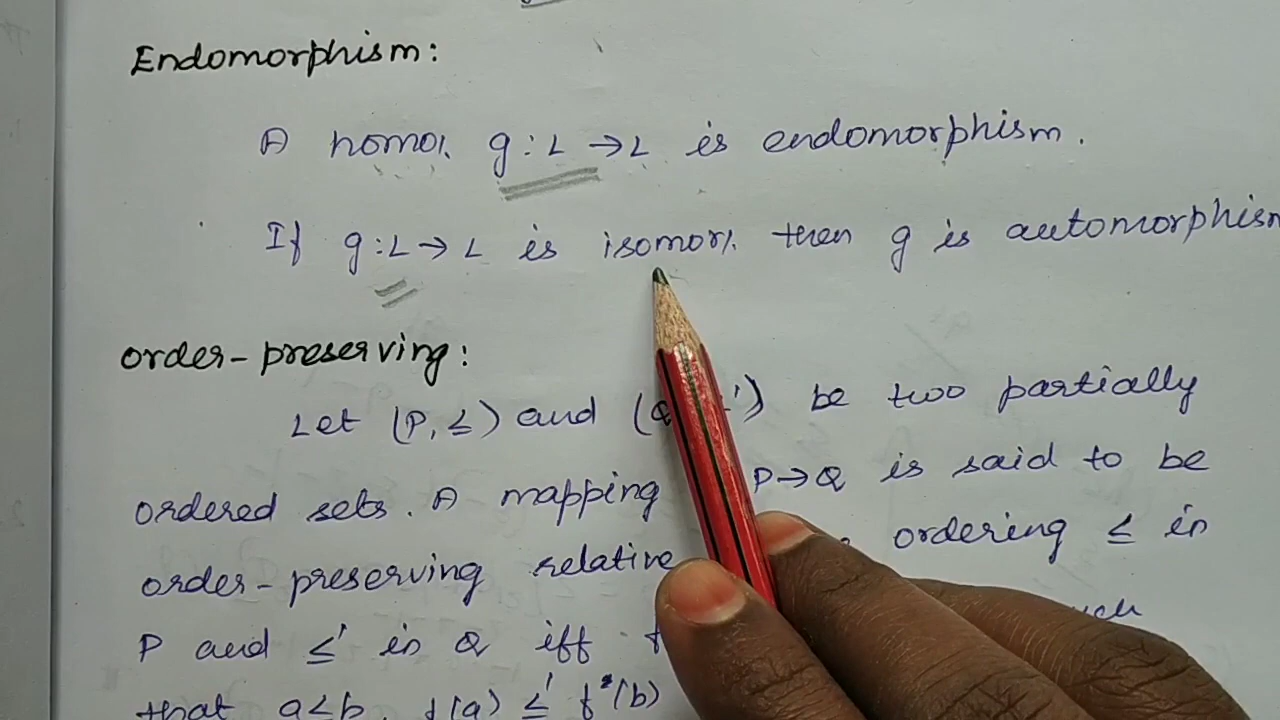 Endomorphism:
A homo. g : L → L is endomorphism.
If g : L → L is isomor. then g is automorphism
order-preserving:
Let (P, ≤) and (Q ') be two partially
ordered sets. A mapping P → Q is said to be
order-preserving relative ordering ≤ in
P and ≤' in Q iff
that a<b, f(a) ≤' f(b)